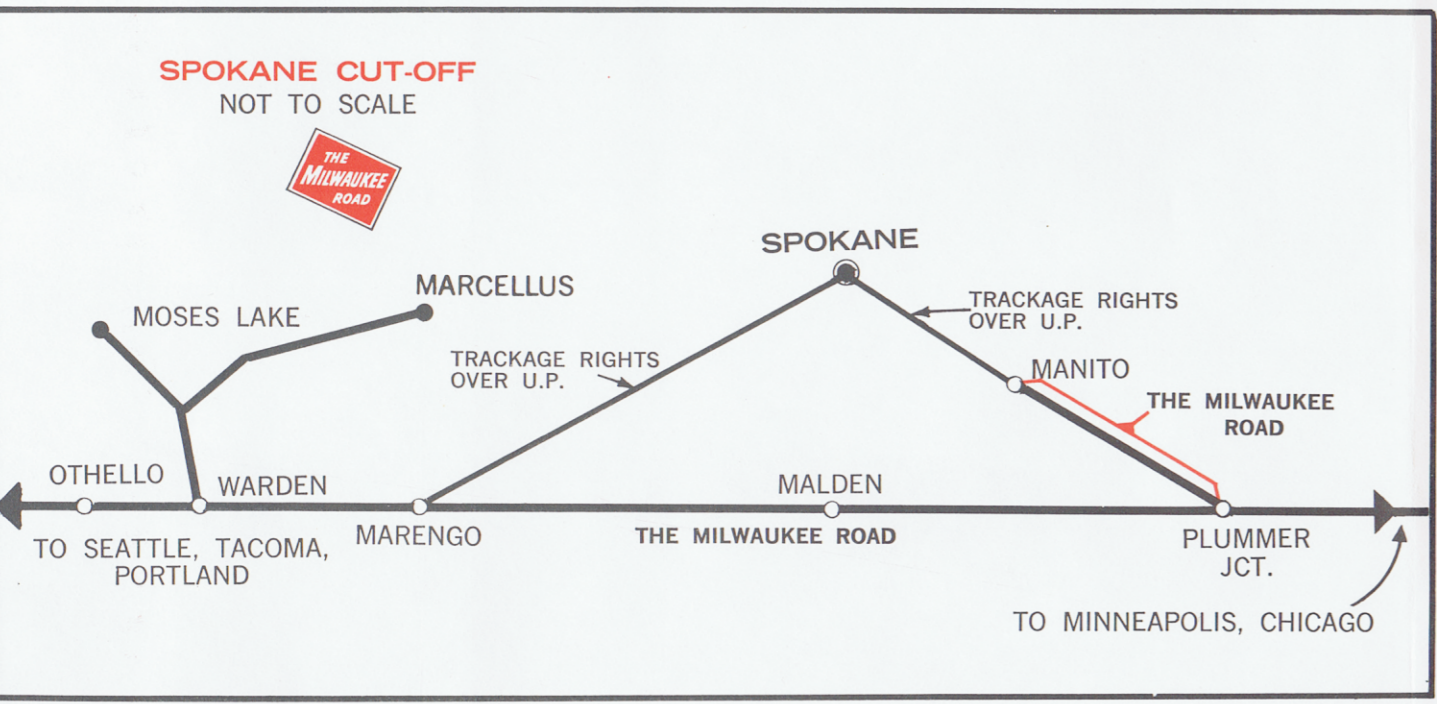 SPOKANE CUT-OFF
NOT TO SCALE
THE
MILWAUKEE
ROAD
SPOKANE
MARCELLUS
MOSES LAKE
TRACKAGE RIGHTS
OVER U.P.
TRACKAGE RIGHTS
OVER U.P.
MANITO
THE MILWAUKEE
ROAD
OTHELLO
WARDEN
MALDEN
MARENGO
THE MILWAUKEE ROAD
PLUMMER
JCT.
TO SEATTLE, TACOMA,
PORTLAND
TO MINNEAPOLIS, CHICAGO